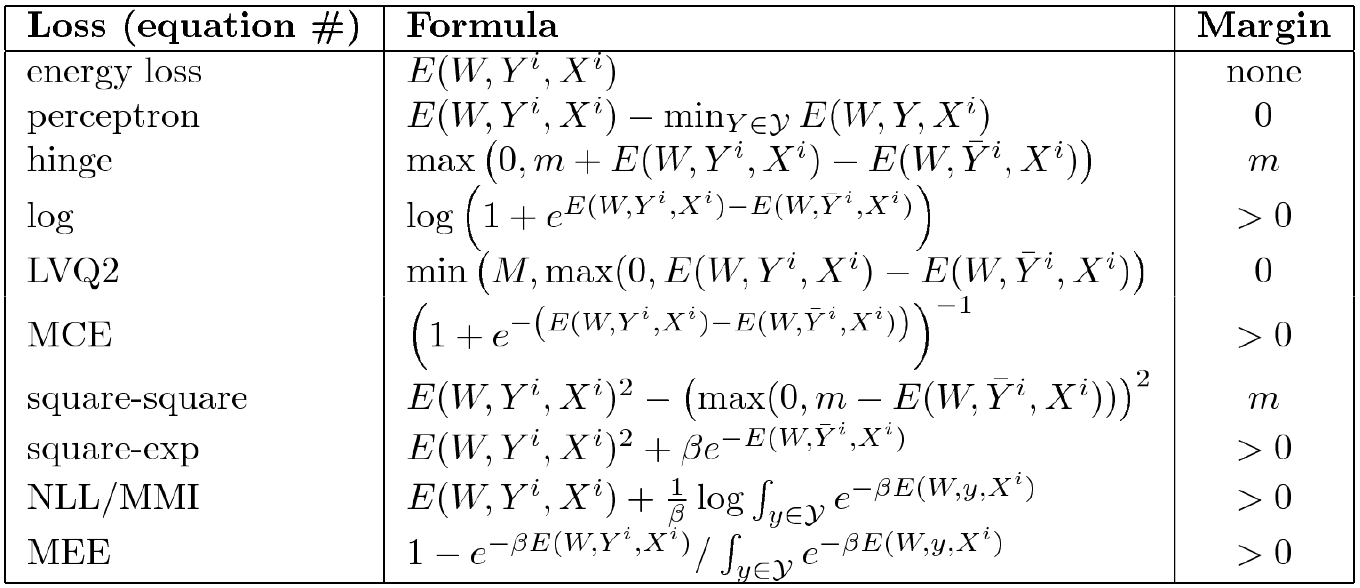 Loss (equation #) Formula Margin
energy loss E(W, Y^i, X^i) none
perceptron E(W, Y^i, X^i) − min_{Y∈𝒴} E(W, Y, X^i) 0
hinge max (0, m + E(W, Y^i, X^i) − E(W, Ȳ^i, X^i)) m
log log (1 + e^{E(W,Y^i,X^i)−E(W,Ȳ^i,X^i)}) > 0
LVQ2 min (M, max(0, E(W, Y^i, X^i) − E(W, Ȳ^i, X^i)) 0
MCE (1 + e^{−(E(W,Y^i,X^i)−E(W,Ȳ^i,X^i))})^{−1} > 0
square-square E(W, Y^i, X^i)^2 − (max(0, m − E(W, Ȳ^i, X^i)))^2 m
square-exp E(W, Y^i, X^i)^2 + βe^{−E(W,Ȳ^i,X^i)} > 0
NLL/MMI E(W, Y^i, X^i) + \frac{1}{β} log ∫_{y∈𝒴} e^{−βE(W,y,X^i)} > 0
MEE 1 − e^{−βE(W,Y^i,X^i)} / ∫_{y∈𝒴} e^{−βE(W,y,X^i)} > 0